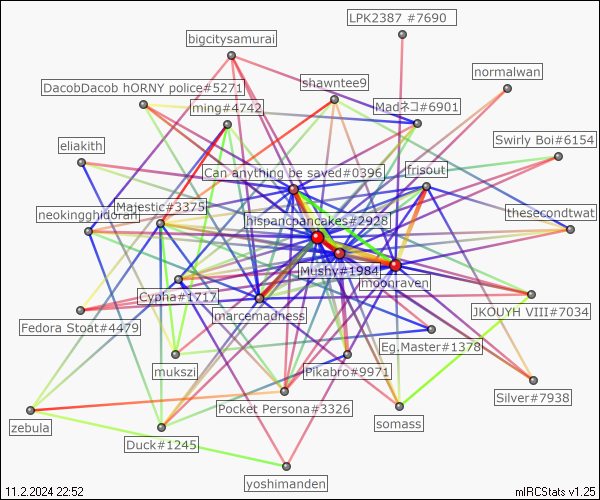 LPK2387 #7690
bigcitysamurai
normalwan
shawntee9
DacobDacob hORNY police#5271
ming#4742
Madネコ#6901
Swirly Boi#6154
eliakith
Can anything be saved#0396
frisout
Majestic#3375
neokingghidorah
hispancpancakes#2928
thesecondtwat
Mushy#1984
moonraven
Cypha#1717
marcemadness
JKOUYH VIII#7034
Fedora Stoat#4479
Eg.Master#1378
mukszi
Pikabro#9971
Silver#7938
Pocket Persona#3326
somass
zebula
Duck#1245
yoshimanden
11.2.2024 22:52
mIRCStats v1.25